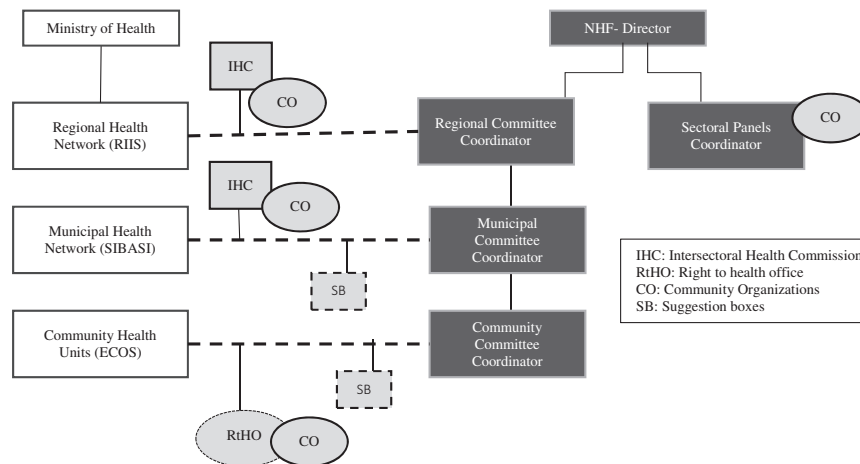 Ministry of Health
NHF- Director
IHC
CO
Regional Health
Network (RIIS)
Regional Committee
Coordinator
Sectoral Panels
Coordinator
CO
IHC
CO
Municipal Health
Network (SIBASI)
Municipal
Committee
Coordinator
SB
IHC: Intersectoral Health Commission
RtHO: Right to health office
CO: Community Organizations
SB: Suggestion boxes
Community Health
Units (ECOS)
Community
Committee
Coordinator
SB
RtHO
CO